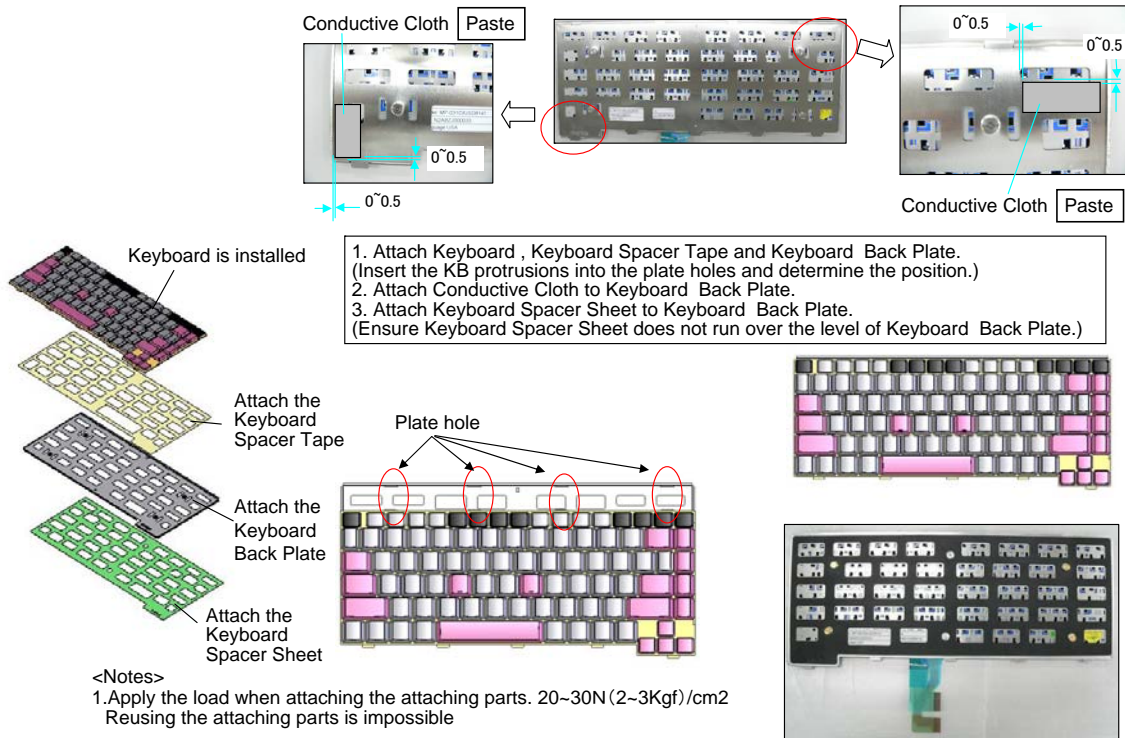 Conductive Cloth Paste
0~0.5
0~0.5
0~0.5
0~0.5
Conductive Cloth Paste
Keyboard is installed
1. Attach Keyboard , Keyboard Spacer Tape and Keyboard Back Plate.
(Insert the KB protrusions into the plate holes and determine the position.)
2. Attach Conductive Cloth to Keyboard Back Plate.
3. Attach Keyboard Spacer Sheet to Keyboard Back Plate.
(Ensure Keyboard Spacer Sheet does not run over the level of Keyboard Back Plate.)
Attach the
Keyboard
Spacer Tape
Plate hole
Attach the
Keyboard
Back Plate
Attach the
Keyboard
Spacer Sheet
<Notes>
1.Apply the load when attaching the attaching parts. 20~30N(2~3Kgf)/cm2
Reusing the attaching parts is impossible